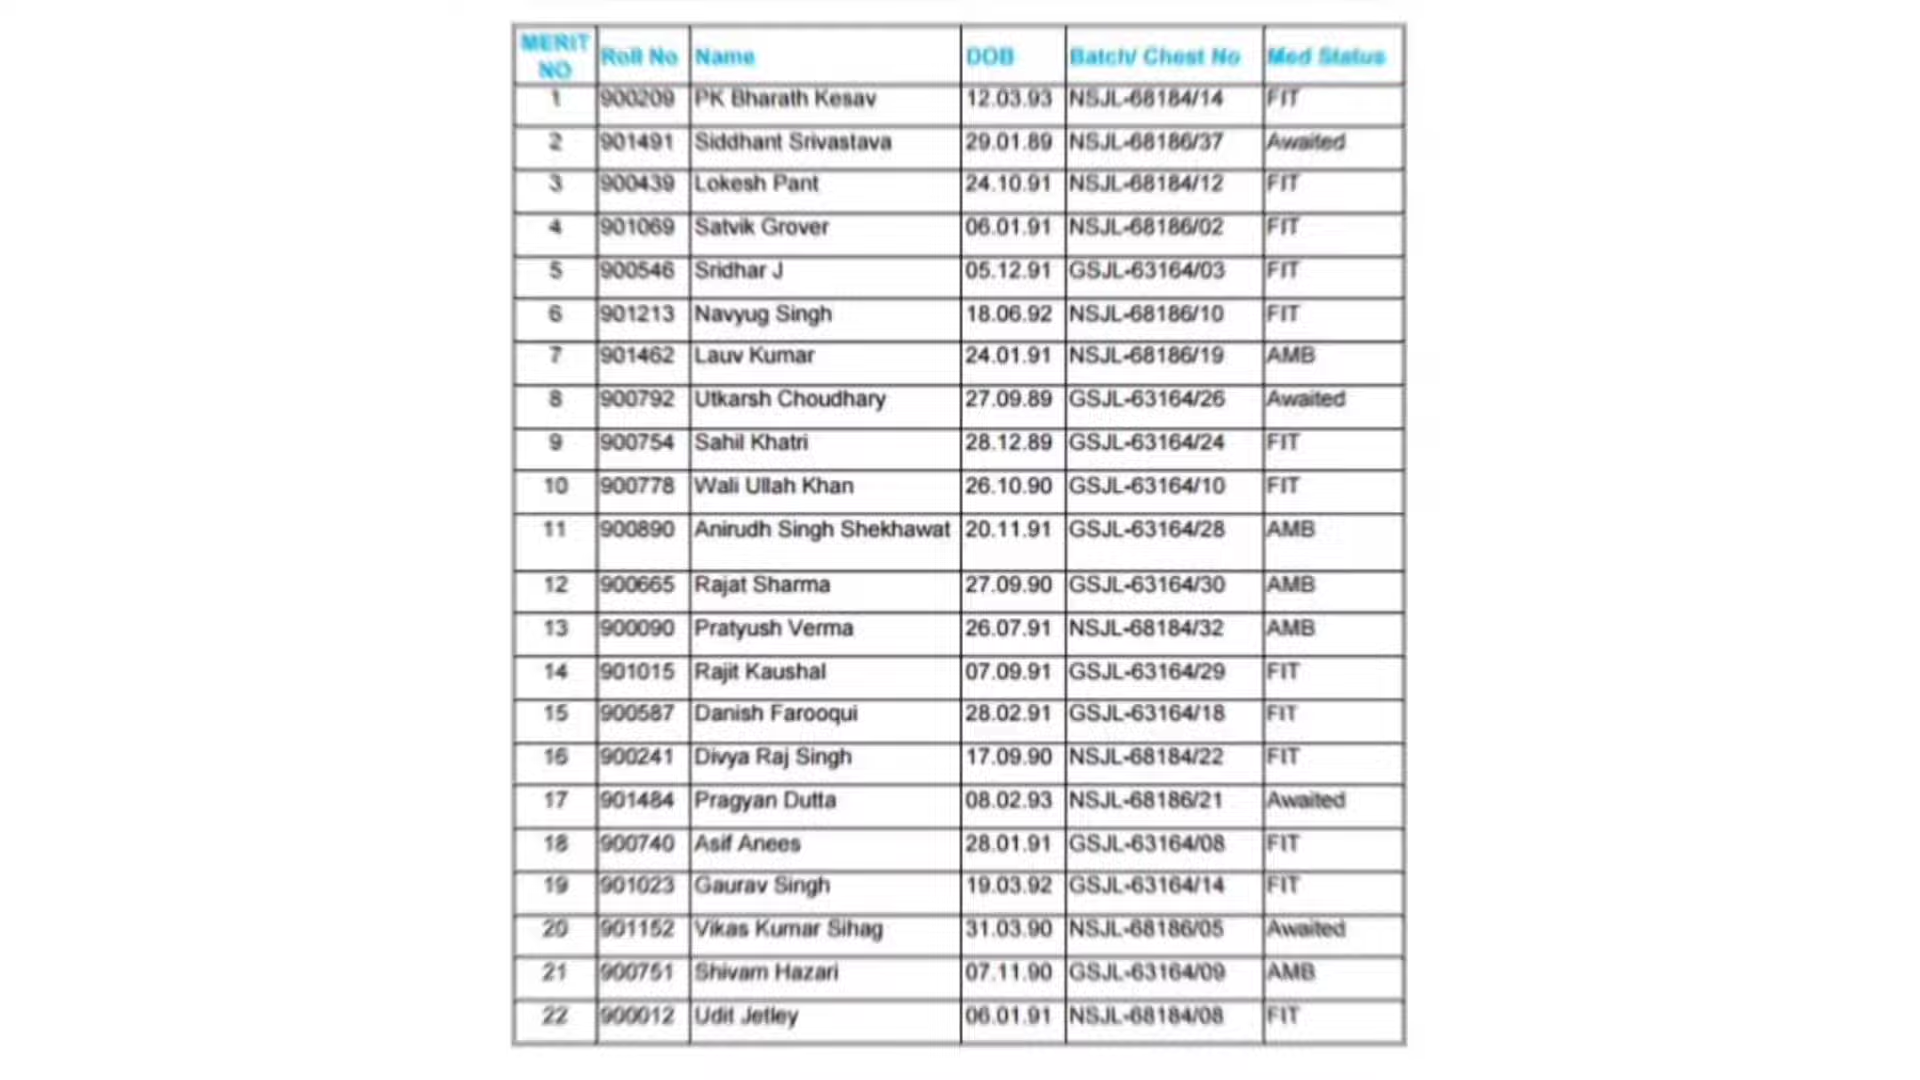 MERIT NO Roll No Name DOB Batch/ Chest No Med Status
1 900209 PK Bharath Kesav 12.03.93 NSJL-68184/14 FIT
2 901491 Siddhant Srivastava 29.01.89 NSJL-68186/37 Awaited
3 900439 Lokesh Pant 24.10.91 NSJL-68184/12 FIT
4 901069 Satvik Grover 06.01.91 NSJL-68186/02 FIT
5 900546 Sridhar J 05.12.91 GSJL-63164/03 FIT
6 901213 Navyug Singh 18.06.92 NSJL-68186/10 FIT
7 901462 Lauv Kumar 24.01.91 NSJL-68186/19 AMB
8 900792 Utkarsh Choudhary 27.09.89 GSJL-63164/26 Awaited
9 900754 Sahil Khatri 28.12.89 GSJL-63164/24 FIT
10 900778 Wali Ullah Khan 26.10.90 GSJL-63164/10 FIT
11 900890 Anirudh Singh Shekhawat 20.11.91 GSJL-63164/28 AMB
12 900665 Rajat Sharma 27.09.90 GSJL-63164/30 AMB
13 900090 Pratyush Verma 26.07.91 NSJL-68184/32 AMB
14 901015 Rajit Kaushal 07.09.91 GSJL-63164/29 FIT
15 900587 Danish Farooqui 28.02.91 GSJL-63164/18 FIT
16 900241 Divya Raj Singh 17.09.90 NSJL-68184/22 FIT
17 901484 Pragyan Dutta 08.02.93 NSJL-68186/21 Awaited
18 900740 Asif Anees 28.01.91 GSJL-63164/08 FIT
19 901023 Gaurav Singh 19.03.92 GSJL-63164/14 FIT
20 901152 Vikas Kumar Sihag 31.03.90 NSJL-68186/05 Awaited
21 900751 Shivam Hazari 07.11.90 GSJL-63164/09 AMB
22 900012 Udit Jetley 06.01.91 NSJL-68184/08 FIT